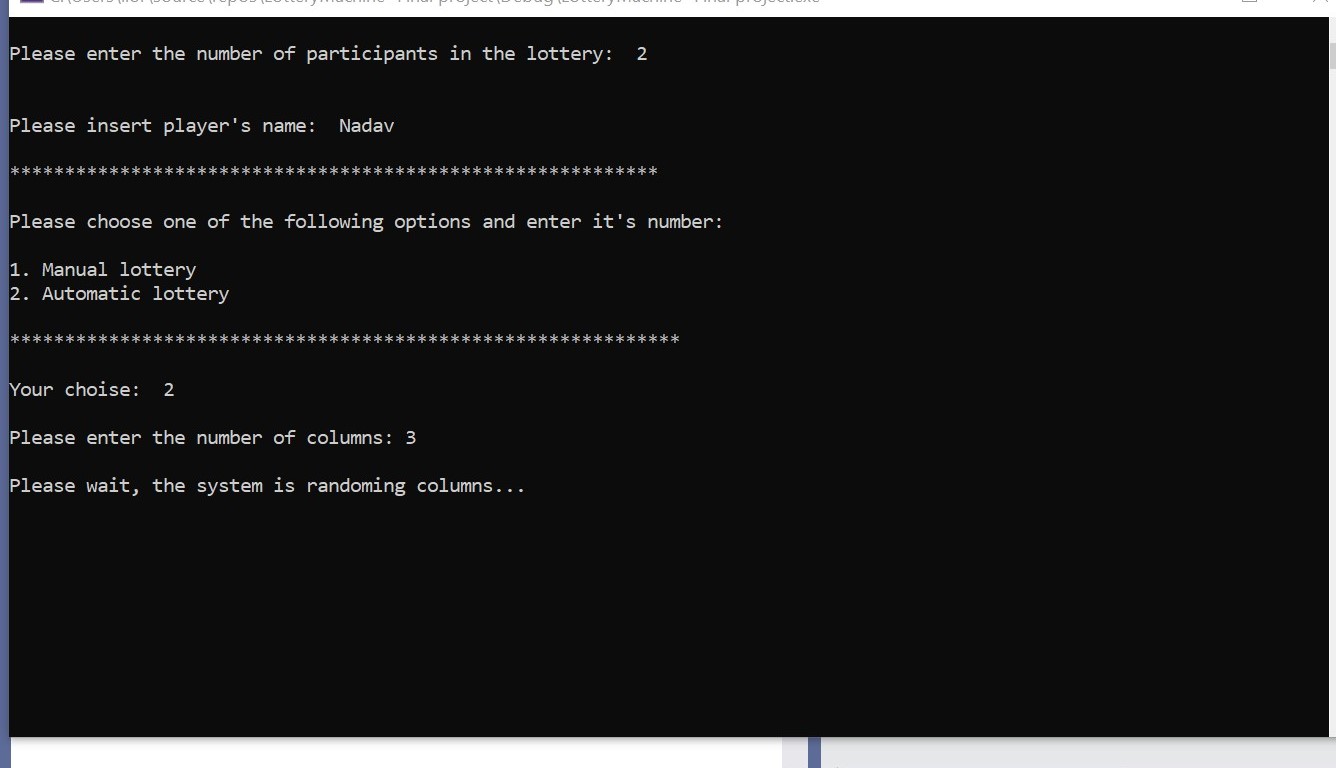 Please enter the number of participants in the lottery:  2
Please insert player's name:  Nadav
***********************************************************
Please choose one of the following options and enter it's number:
1. Manual lottery
2. Automatic lottery
*************************************************************
Your choise:  2
Please enter the number of columns: 3
Please wait, the system is randoming columns...